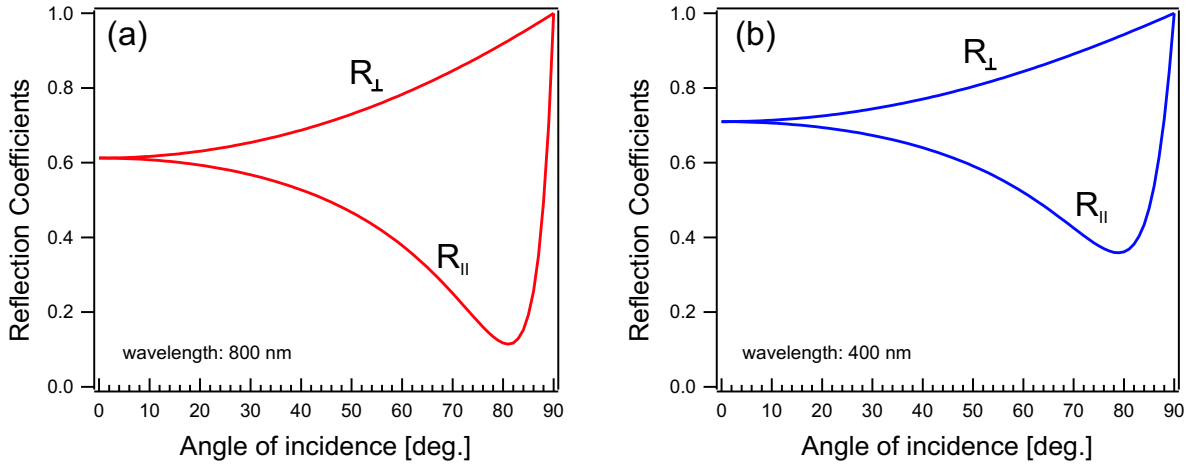 (a)
R⊥
R||
wavelength: 800 nm
1.0
0.8
0.6
0.4
0.2
0.0
Reflection Coefficients
0 10 20 30 40 50 60 70 80 90
Angle of incidence [deg.]
(b)
R⊥
R||
wavelength: 400 nm
1.0
0.8
0.6
0.4
0.2
0.0
Reflection Coefficients
0 10 20 30 40 50 60 70 80 90
Angle of incidence [deg.]